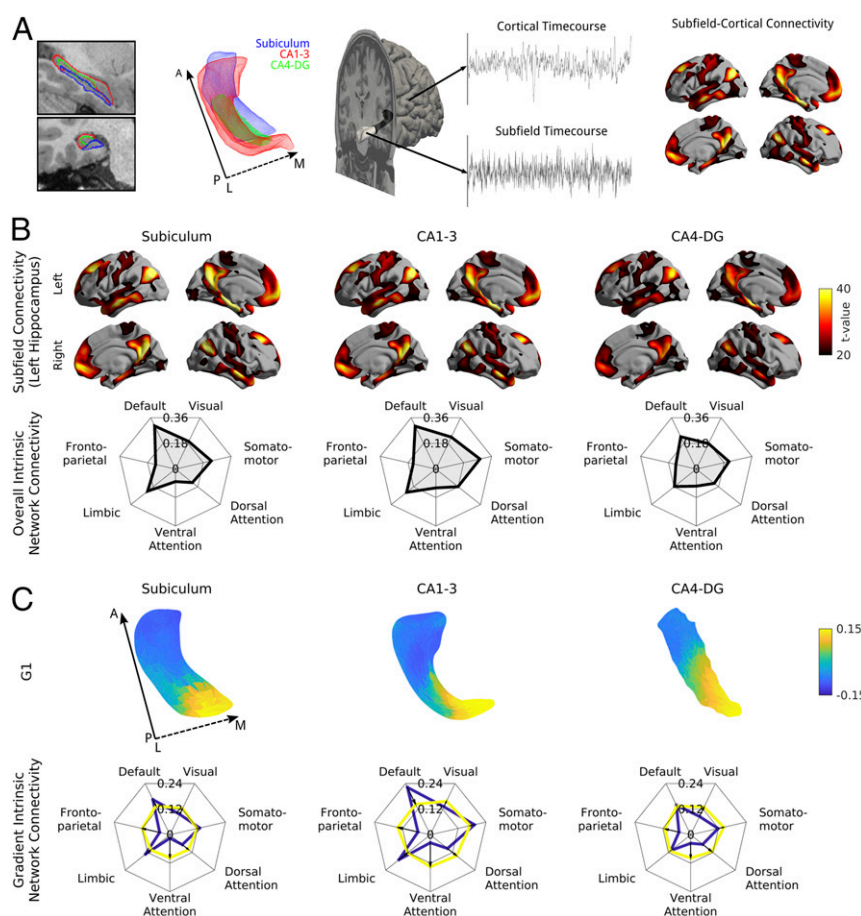 A
Subiculum
CA1-3
CA4-DG
A
P
L
M
Cortical Timecourse
Subfield Timecourse
Subfield-Cortical Connectivity
B
Subiculum
CA1-3
CA4-DG
Subfield Connectivity
(Left Hippocampus)
Left
Right
40
t-value
20
Overall Intrinsic
Network Connectivity
Default
Visual
0.36
0.18
0
Fronto-
parietal
Somato-
motor
Limbic
Dorsal
Attention
Ventral
Attention
Default
Visual
0.36
0.18
0
Fronto-
parietal
Somato-
motor
Limbic
Dorsal
Attention
Ventral
Attention
Default
Visual
0.36
0.18
0
Fronto-
parietal
Somato-
motor
Limbic
Dorsal
Attention
Ventral
Attention
C
Subiculum
CA1-3
CA4-DG
G1
A
P
L
M
0.15
-0.15
Gradient Intrinsic
Network Connectivity
Default
Visual
0.24
0.12
0
Fronto-
parietal
Somato-
motor
Limbic
Dorsal
Attention
Ventral
Attention
Default
Visual
0.24
0.12
0
Fronto-
parietal
Somato-
motor
Limbic
Dorsal
Attention
Ventral
Attention
Default
Visual
0.24
0.12
0
Fronto-
parietal
Somato-
motor
Limbic
Dorsal
Attention
Ventral
Attention